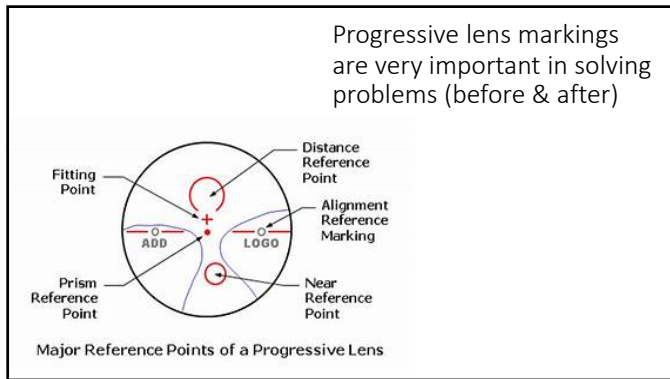 Progressive lens markings
are very important in solving
problems (before & after)
Distance
Reference
Point
Fitting
Point
Alignment
Reference
Marking
ADD
LOGO
Prism
Reference
Point
Near
Reference
Point
Major Reference Points of a Progressive Lens